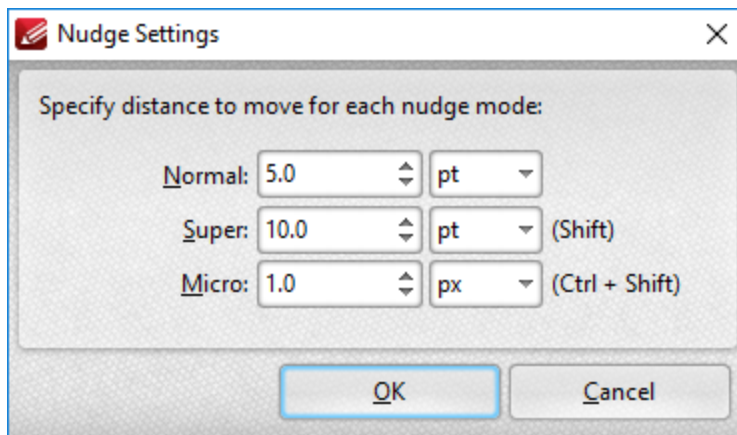 Nudge Settings
Specify distance to move for each nudge mode:
Normal: 5.0 pt
Super: 10.0 pt (Shift)
Micro: 1.0 px (Ctrl + Shift)
OK Cancel